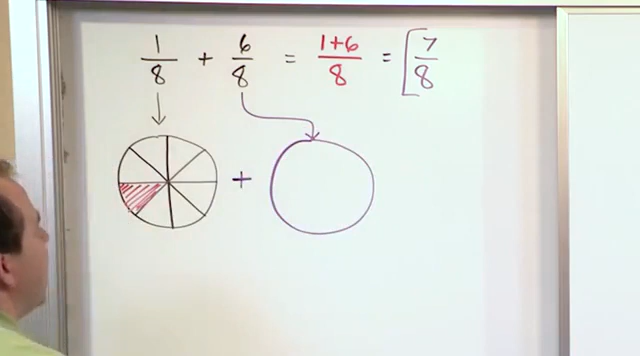 1/8 + 6/8 = 1+6/8 = [7/8
+